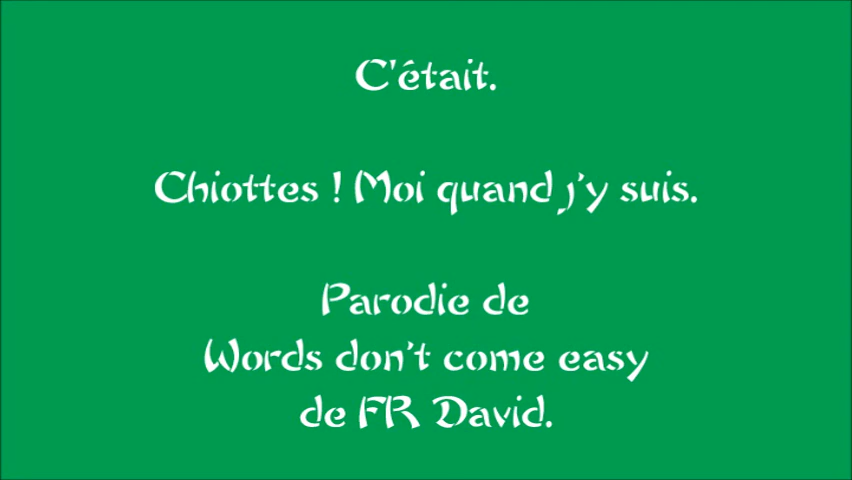 C'était.
Chiottes ! Moi quand j'y suis.
Parodie de
Words don't come easy
de FR David.